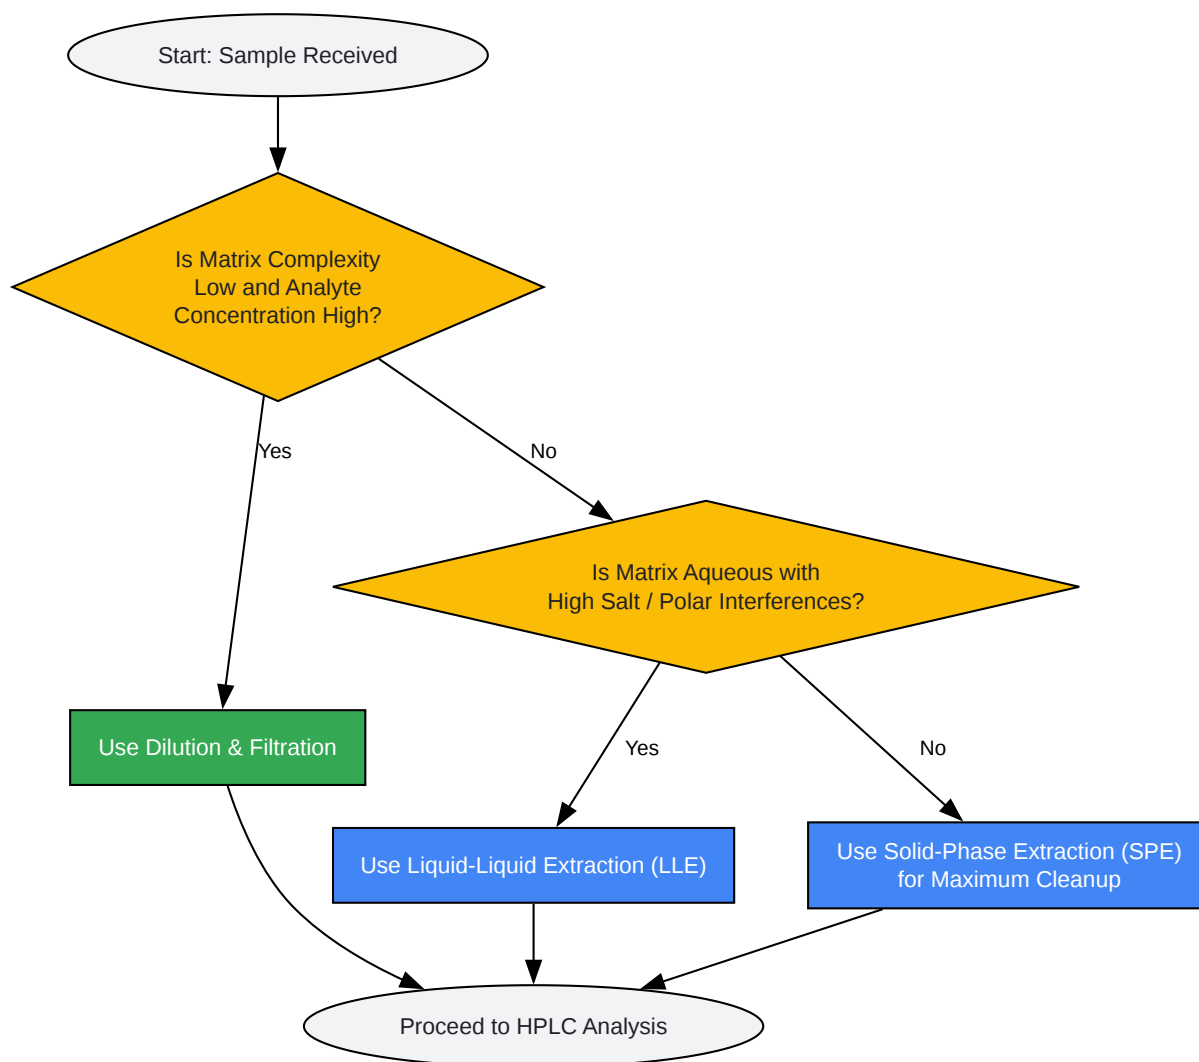 Start: Sample Received
Is Matrix Complexity
Low and Analyte
Concentration High?
Yes
No
Is Matrix Aqueous with
High Salt / Polar Interferences?
Use Dilution & Filtration
Yes
No
Use Liquid-Liquid Extraction (LLE)
Use Solid-Phase Extraction (SPE)
for Maximum Cleanup
Proceed to HPLC Analysis